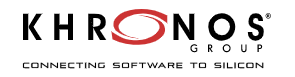 KHRONOS®
GROUP
CONNECTING SOFTWARE TO SILICON